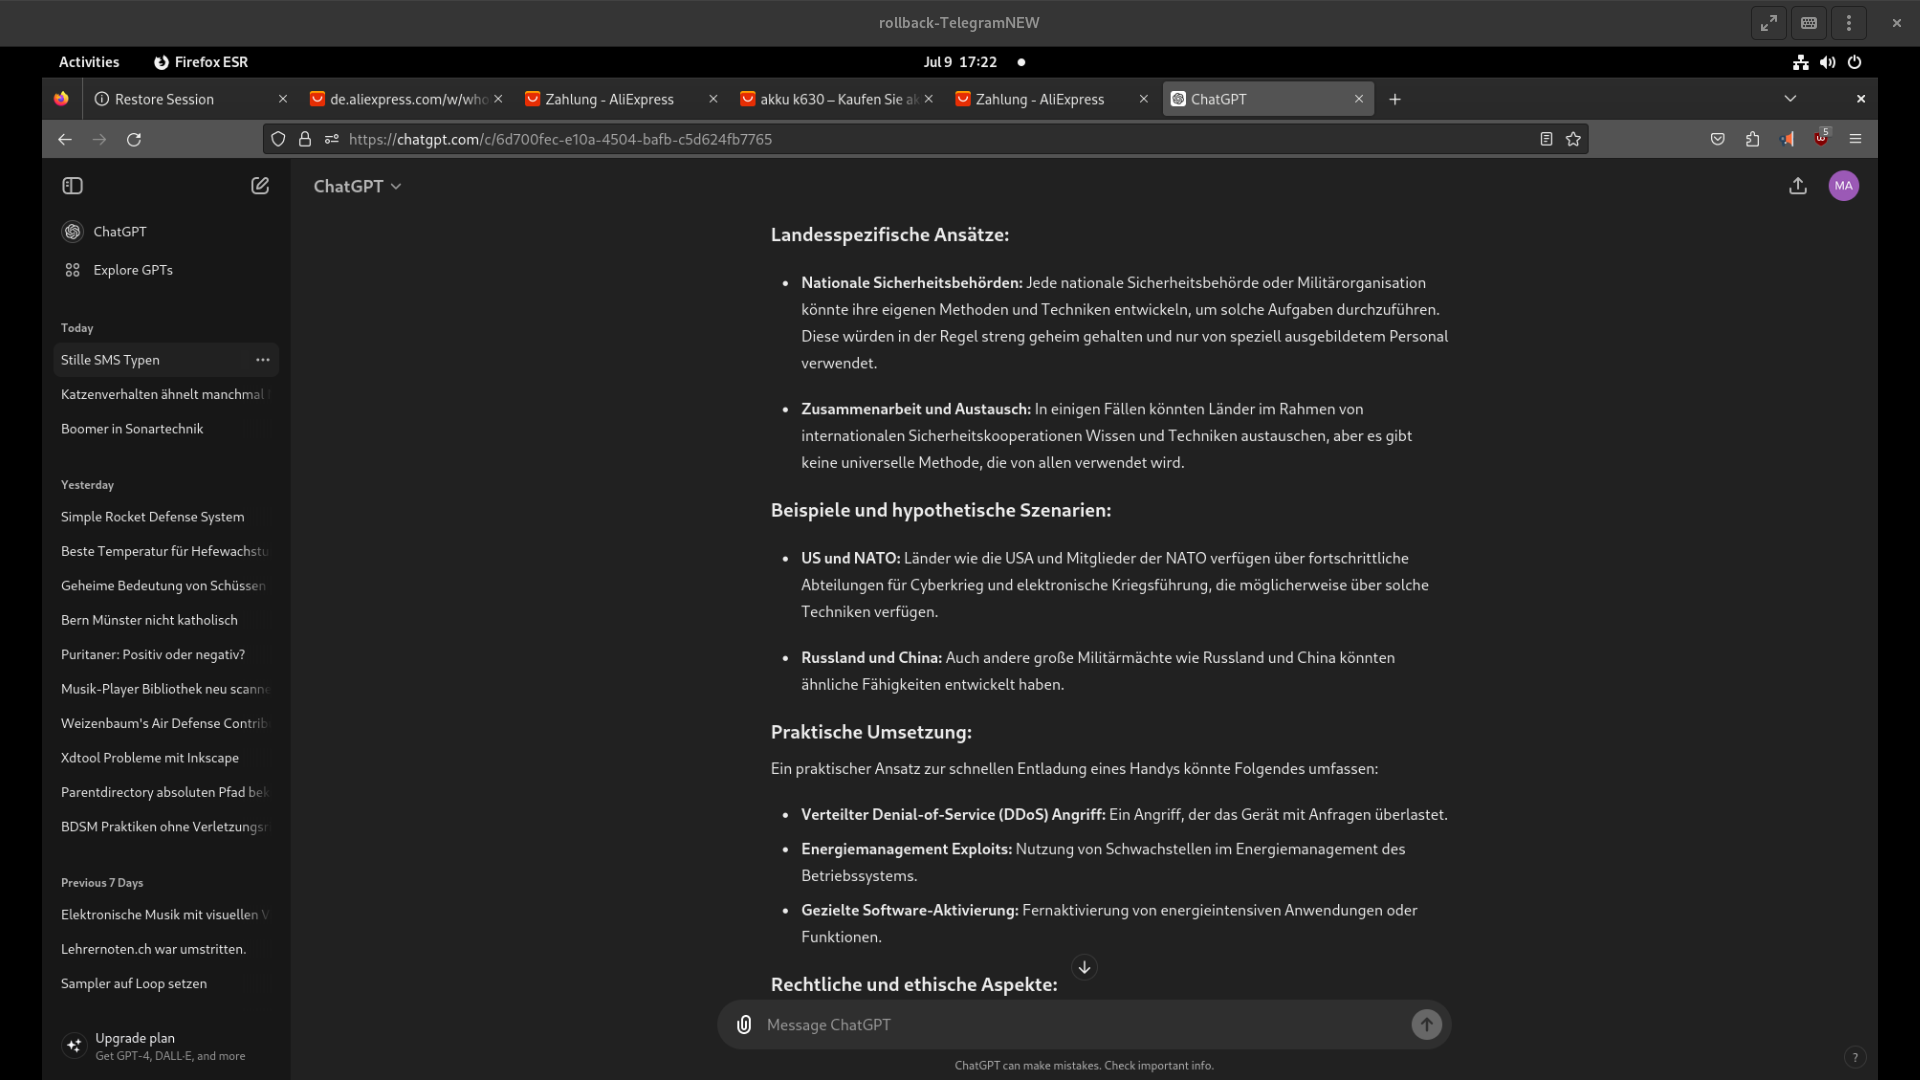 rollback-TelegramNEW
Activities
Firefox ESR
Jul 9 17:22
Restore Session
de.aliexpress.com/w/who
Zahlung - AliExpress
akku k630 – Kaufen Sie ak
Zahlung - AliExpress
ChatGPT
https://chatgpt.com/c/6d700fec-e10a-4504-bafb-c5d624fb7765
5
ChatGPT
Explore GPTs
Today
Stille SMS Typen
Katzenverhalten ähnelt manchmal
Boomer in Sonartechnik
Yesterday
Simple Rocket Defense System
Beste Temperatur für Hefewachstu
Geheime Bedeutung von Schüssen
Bern Münster nicht katholisch
Puritaner: Positiv oder negativ?
Musik-Player Bibliothek neu scanne
Weizenbaum's Air Defense Contrib
Xdtool Probleme mit Inkscape
Parentdirectory absoluten Pfad bek
BDSM Praktiken ohne Verletzungsr
Previous 7 Days
Elektronische Musik mit visuellen V
Lehrernoten.ch war umstritten.
Sampler auf Loop setzen
Upgrade plan
Get GPT-4, DALL·E, and more
ChatGPT
MA
Landesspezifische Ansätze:
• Nationale Sicherheitsbehörden: Jede nationale Sicherheitsbehörde oder Militärorganisation
könnte ihre eigenen Methoden und Techniken entwickeln, um solche Aufgaben durchzuführen.
Diese würden in der Regel streng geheim gehalten und nur von speziell ausgebildetem Personal
verwendet.
• Zusammenarbeit und Austausch: In einigen Fällen könnten Länder im Rahmen von
internationalen Sicherheitskooperationen Wissen und Techniken austauschen, aber es gibt
keine universelle Methode, die von allen verwendet wird.
Beispiele und hypothetische Szenarien:
• US und NATO: Länder wie die USA und Mitglieder der NATO verfügen über fortschrittliche
Abteilungen für Cyberkrieg und elektronische Kriegsführung, die möglicherweise über solche
Techniken verfügen.
• Russland und China: Auch andere große Militärmächte wie Russland und China könnten
ähnliche Fähigkeiten entwickelt haben.
Praktische Umsetzung:
Ein praktischer Ansatz zur schnellen Entladung eines Handys könnte Folgendes umfassen:
• Verteilter Denial-of-Service (DDoS) Angriff: Ein Angriff, der das Gerät mit Anfragen überlastet.
• Energiemanagement Exploits: Nutzung von Schwachstellen im Energiemanagement des
Betriebssystems.
• Gezielte Software-Aktivierung: Fernaktivierung von energieintensiven Anwendungen oder
Funktionen.
Rechtliche und ethische Aspekte:
Message ChatGPT
ChatGPT can make mistakes. Check important info.
?